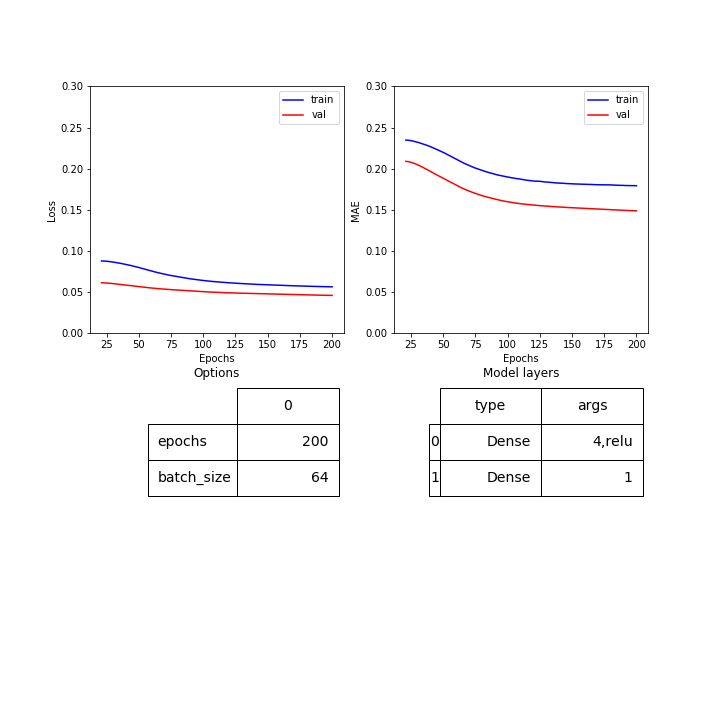 0.30
0.25
0.20
0.15
0.10
0.05
0.00
Loss
train
val
25 50 75 100 125 150 175 200
Epochs
0.30
0.25
0.20
0.15
0.10
0.05
0.00
MAE
train
val
25 50 75 100 125 150 175 200
Epochs
Options
0
epochs 200
batch_size 64
Model layers
type args
0 Dense 4,relu
1 Dense 1